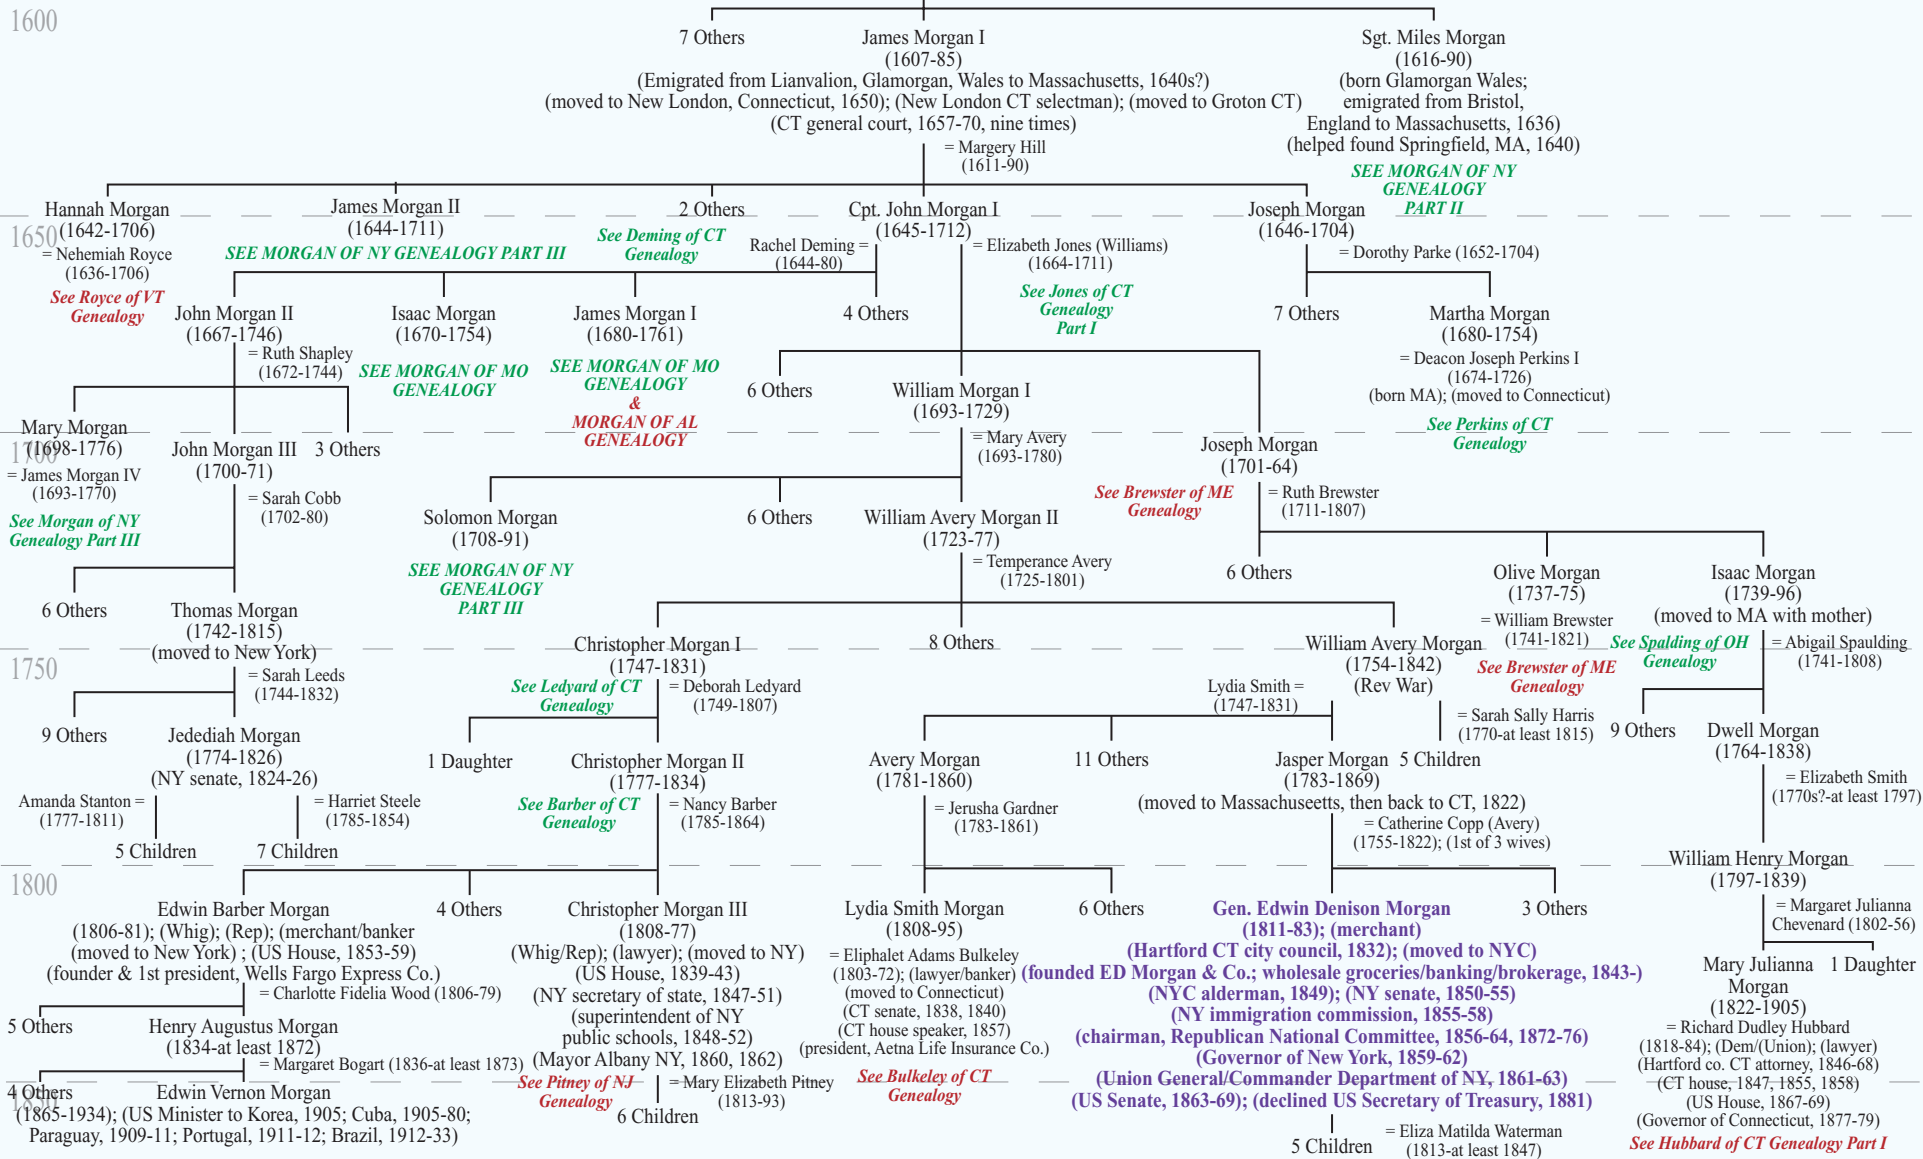 1600
7 Others
James Morgan I
(1607-85)
(Emigrated from Lianvalion, Glamorgan, Wales to Massachusetts, 1640s?)
(moved to New London, Connecticut, 1650); (New London CT selectman); (moved to Groton CT)
(CT general court, 1657-70, nine times)
= Margery Hill
(1611-90)
Sgt. Miles Morgan
(1616-90)
(born Glamorgan Wales;
emigrated from Bristol,
England to Massachusetts, 1636)
(helped found Springfield, MA, 1640)
SEE MORGAN OF NY
GENEALOGY
PART II
Hannah Morgan
(1642-1706)
= Nehemiah Royce
(1636-1706)
See Royce of VT
Genealogy
James Morgan II
(1644-1711)
SEE MORGAN OF NY GENEALOGY PART III
2 Others
See Deming of CT
Genealogy
Cpt. John Morgan I
(1645-1712)
Rachel Deming =
(1644-80)
= Elizabeth Jones (Williams)
(1664-1711)
See Jones of CT
Genealogy
Part I
Joseph Morgan
(1646-1704)
= Dorothy Parke (1652-1704)
1650
John Morgan II
(1667-1746)
= Ruth Shapley
(1672-1744)
Isaac Morgan
(1670-1754)
SEE MORGAN OF MO
GENEALOGY
James Morgan I
(1680-1761)
SEE MORGAN OF MO
GENEALOGY
&
MORGAN OF AL
GENEALOGY
4 Others
7 Others
Martha Morgan
(1680-1754)
= Deacon Joseph Perkins I
(1674-1726)
(born MA); (moved to Connecticut)
See Perkins of CT
Genealogy
6 Others
William Morgan I
(1693-1729)
= Mary Avery
(1693-1780)
Joseph Morgan
(1701-64)
See Brewster of ME
Genealogy
= Ruth Brewster
(1711-1807)
1700
Mary Morgan
(1698-1776)
= James Morgan IV
(1693-1770)
See Morgan of NY
Genealogy Part III
John Morgan III
(1700-71)
= Sarah Cobb
(1702-80)
3 Others
Solomon Morgan
(1708-91)
SEE MORGAN OF NY
GENEALOGY
PART III
6 Others
William Avery Morgan II
(1723-77)
= Temperance Avery
(1725-1801)
6 Others
Olive Morgan
(1737-75)
= William Brewster
(1741-1821)
See Brewster of ME
Genealogy
Isaac Morgan
(1739-96)
(moved to MA with mother)
See Spalding of OH
Genealogy
= Abigail Spaulding
(1741-1808)
6 Others
Thomas Morgan
(1742-1815)
(moved to New York)
= Sarah Leeds
(1744-1832)
1750
Christopher Morgan I
(1747-1831)
See Ledyard of CT
Genealogy
= Deborah Ledyard
(1749-1807)
8 Others
William Avery Morgan
(1754-1842)
(Rev War)
Lydia Smith =
(1747-1831)
= Sarah Sally Harris
(1770-at least 1815)
9 Others
Jedediah Morgan
(1774-1826)
(NY senate, 1824-26)
Amanda Stanton =
(1777-1811)
= Harriet Steele
(1785-1854)
5 Children
7 Children
1 Daughter
Christopher Morgan II
(1777-1834)
See Barber of CT
Genealogy
= Nancy Barber
(1785-1864)
Avery Morgan
(1781-1860)
= Jerusha Gardner
(1783-1861)
11 Others
Jasper Morgan
(1783-1869)
(moved to Massachuseetts, then back to CT, 1822)
= Catherine Copp (Avery)
(1755-1822); (1st of 3 wives)
5 Children
9 Others
Dwell Morgan
(1764-1838)
= Elizabeth Smith
(1770s?-at least 1797)
1800
Edwin Barber Morgan
(1806-81); (Whig); (Rep); (merchant/banker
(moved to New York) ; (US House, 1853-59)
(founder & 1st president, Wells Fargo Express Co.)
= Charlotte Fidelia Wood (1806-79)
4 Others
Christopher Morgan III
(1808-77)
(Whig/Rep); (lawyer); (moved to NY)
(US House, 1839-43)
(NY secretary of state, 1847-51)
(superintendent of NY
public schools, 1848-52)
(Mayor Albany NY, 1860, 1862)
See Pitney of NJ
Genealogy
= Mary Elizabeth Pitney
(1813-93)
6 Children
Lydia Smith Morgan
(1808-95)
= Eliphalet Adams Bulkeley
(1803-72); (lawyer/banker)
(moved to Connecticut)
(CT senate, 1838, 1840)
(CT house speaker, 1857)
(president, Aetna Life Insurance Co.)
See Bulkeley of CT
Genealogy
6 Others
Gen. Edwin Denison Morgan
(1811-83); (merchant)
(Hartford CT city council, 1832); (moved to NYC)
(founded ED Morgan & Co.; wholesale groceries/banking/brokerage, 1843-)
(NYC alderman, 1849); (NY senate, 1850-55)
(NY immigration commission, 1855-58)
(chairman, Republican National Committee, 1856-64, 1872-76)
(Governor of New York, 1859-62)
(Union General/Commander Department of NY, 1861-63)
(US Senate, 1863-69); (declined US Secretary of Treasury, 1881)
= Eliza Matilda Waterman
(1813-at least 1847)
5 Children
3 Others
William Henry Morgan
(1797-1839)
= Margaret Julianna
Chevenard (1802-56)
Mary Julianna
Morgan
(1822-1905)
= Richard Dudley Hubbard
(1818-84); (Dem/(Union); (lawyer)
(Hartford co. CT attorney, 1846-68)
(CT house, 1847, 1855, 1858)
(US House, 1867-69)
(Governor of Connecticut, 1877-79)
See Hubbard of CT Genealogy Part I
1 Daughter
5 Others
Henry Augustus Morgan
(1834-at least 1872)
= Margaret Bogart (1836-at least 1873)
1850
4 Others
Edwin Vernon Morgan
(1865-1934); (US Minister to Korea, 1905; Cuba, 1905-80;
Paraguay, 1909-11; Portugal, 1911-12; Brazil, 1912-33)